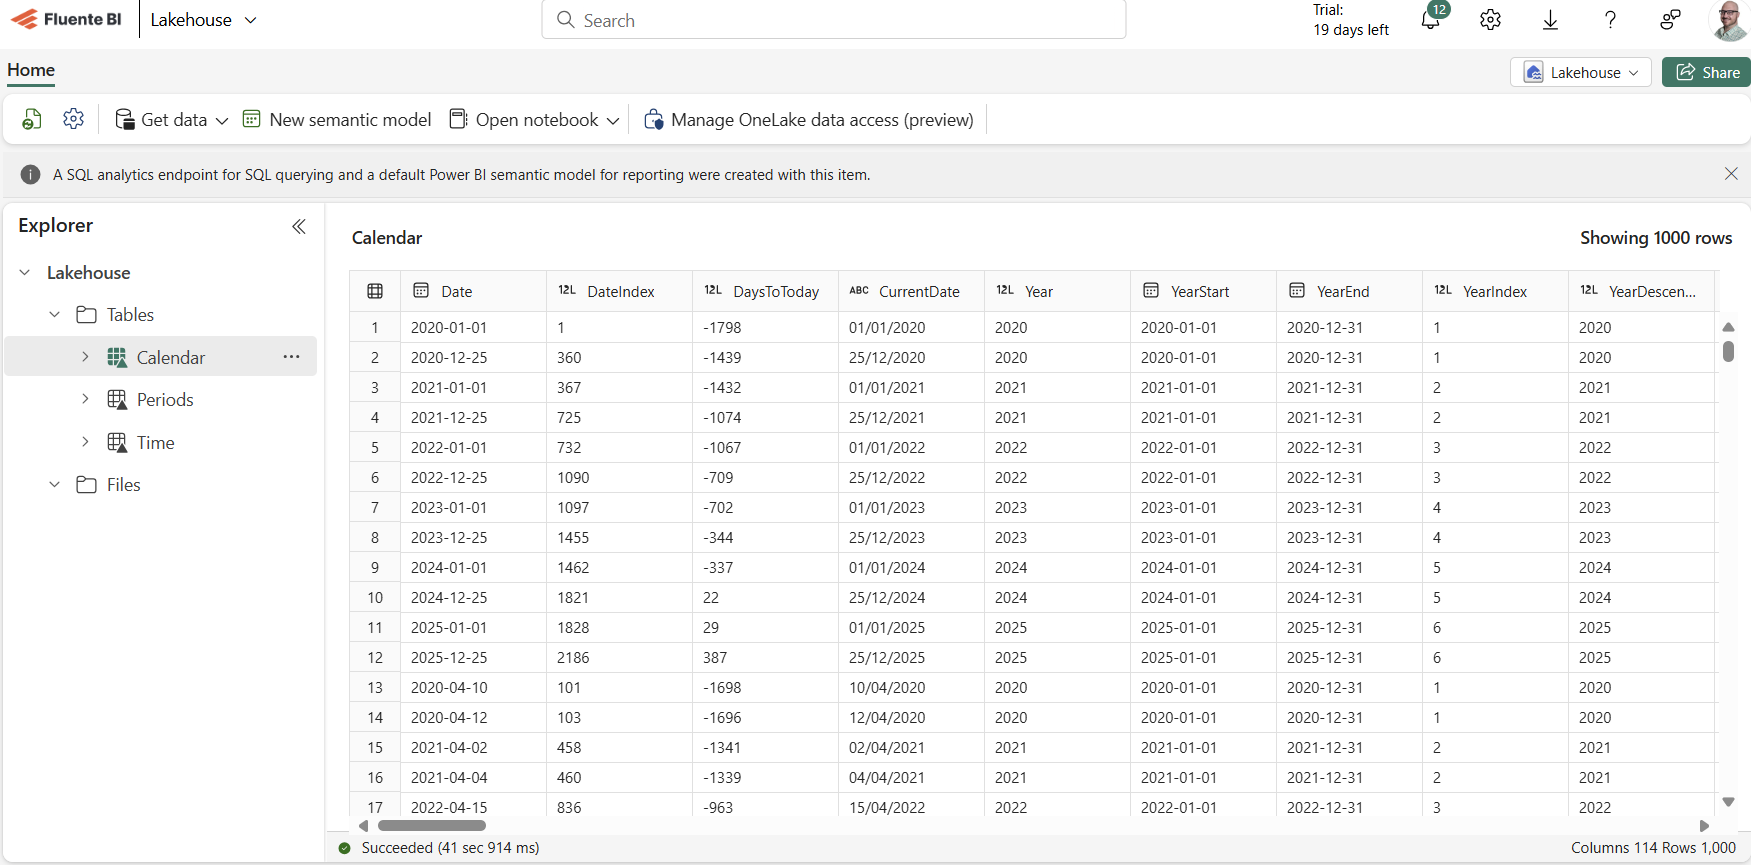 Fluente BI Lakehouse Search Trial: 12
19 days left
Home Lakehouse Share
Get data New semantic model Open notebook Manage OneLake data access (preview)
A SQL analytics endpoint for SQL querying and a default Power BI semantic model for reporting were created with this item.
Explorer
Lakehouse
Tables
Calendar
Periods
Time
Files
Calendar Showing 1000 rows
Date 12L DateIndex 12L DaysToToday ABC CurrentDate 12L Year YearStart YearEnd 12L YearIndex 12L YearDescen...
1 2020-01-01 1 -1798 01/01/2020 2020 2020-01-01 2020-12-31 1 2020
2 2020-12-25 360 -1439 25/12/2020 2020 2020-01-01 2020-12-31 1 2020
3 2021-01-01 367 -1432 01/01/2021 2021 2021-01-01 2021-12-31 2 2021
4 2021-12-25 725 -1074 25/12/2021 2021 2021-01-01 2021-12-31 2 2021
5 2022-01-01 732 -1067 01/01/2022 2022 2022-01-01 2022-12-31 3 2022
6 2022-12-25 1090 -709 25/12/2022 2022 2022-01-01 2022-12-31 3 2022
7 2023-01-01 1097 -702 01/01/2023 2023 2023-01-01 2023-12-31 4 2023
8 2023-12-25 1455 -344 25/12/2023 2023 2023-01-01 2023-12-31 4 2023
9 2024-01-01 1462 -337 01/01/2024 2024 2024-01-01 2024-12-31 5 2024
10 2024-12-25 1821 22 25/12/2024 2024 2024-01-01 2024-12-31 5 2024
11 2025-01-01 1828 29 01/01/2025 2025 2025-01-01 2025-12-31 6 2025
12 2025-12-25 2186 387 25/12/2025 2025 2025-01-01 2025-12-31 6 2025
13 2020-04-10 101 -1698 10/04/2020 2020 2020-01-01 2020-12-31 1 2020
14 2020-04-12 103 -1696 12/04/2020 2020 2020-01-01 2020-12-31 1 2020
15 2021-04-02 458 -1341 02/04/2021 2021 2021-01-01 2021-12-31 2 2021
16 2021-04-04 460 -1339 04/04/2021 2021 2021-01-01 2021-12-31 2 2021
17 2022-04-15 836 -963 15/04/2022 2022 2022-01-01 2022-12-31 3 2022
Succeeded (41 sec 914 ms) Columns 114 Rows 1,000